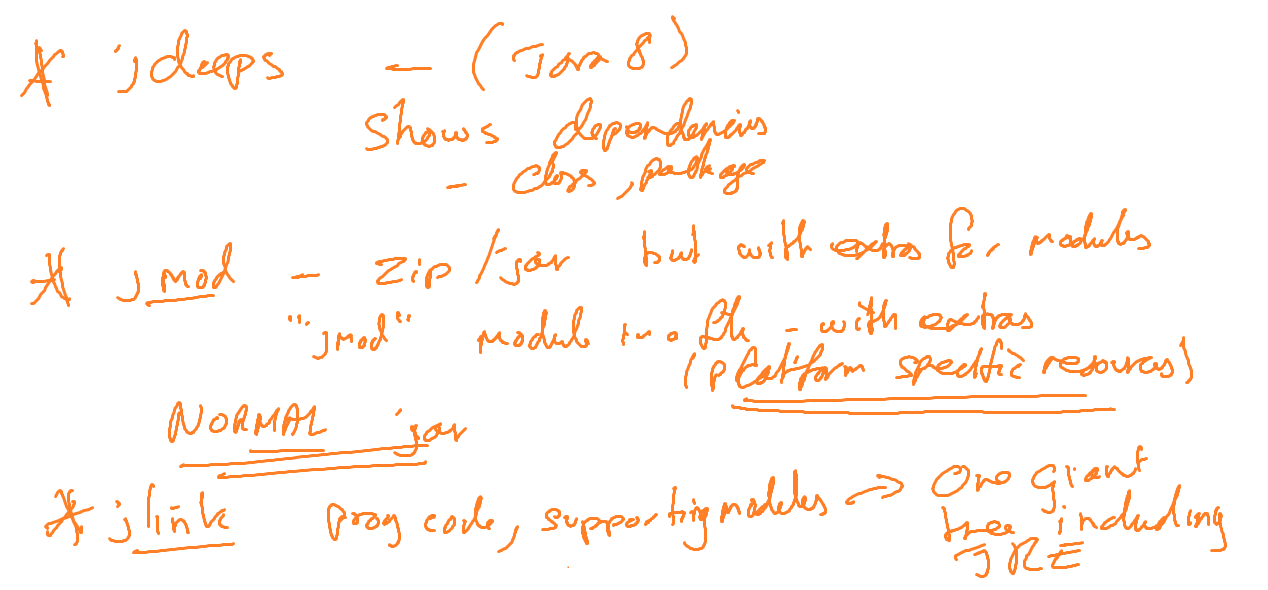 * jdeeps ← (Java 8)
Shows dependencies
- class, package
* jmod - zip/jar but with extras for modules
"jmod" module in a file - with extras
(platform specific resources)
NORMAL jar
* jlink prog code, supporting modules → One giant
tree including
JRE